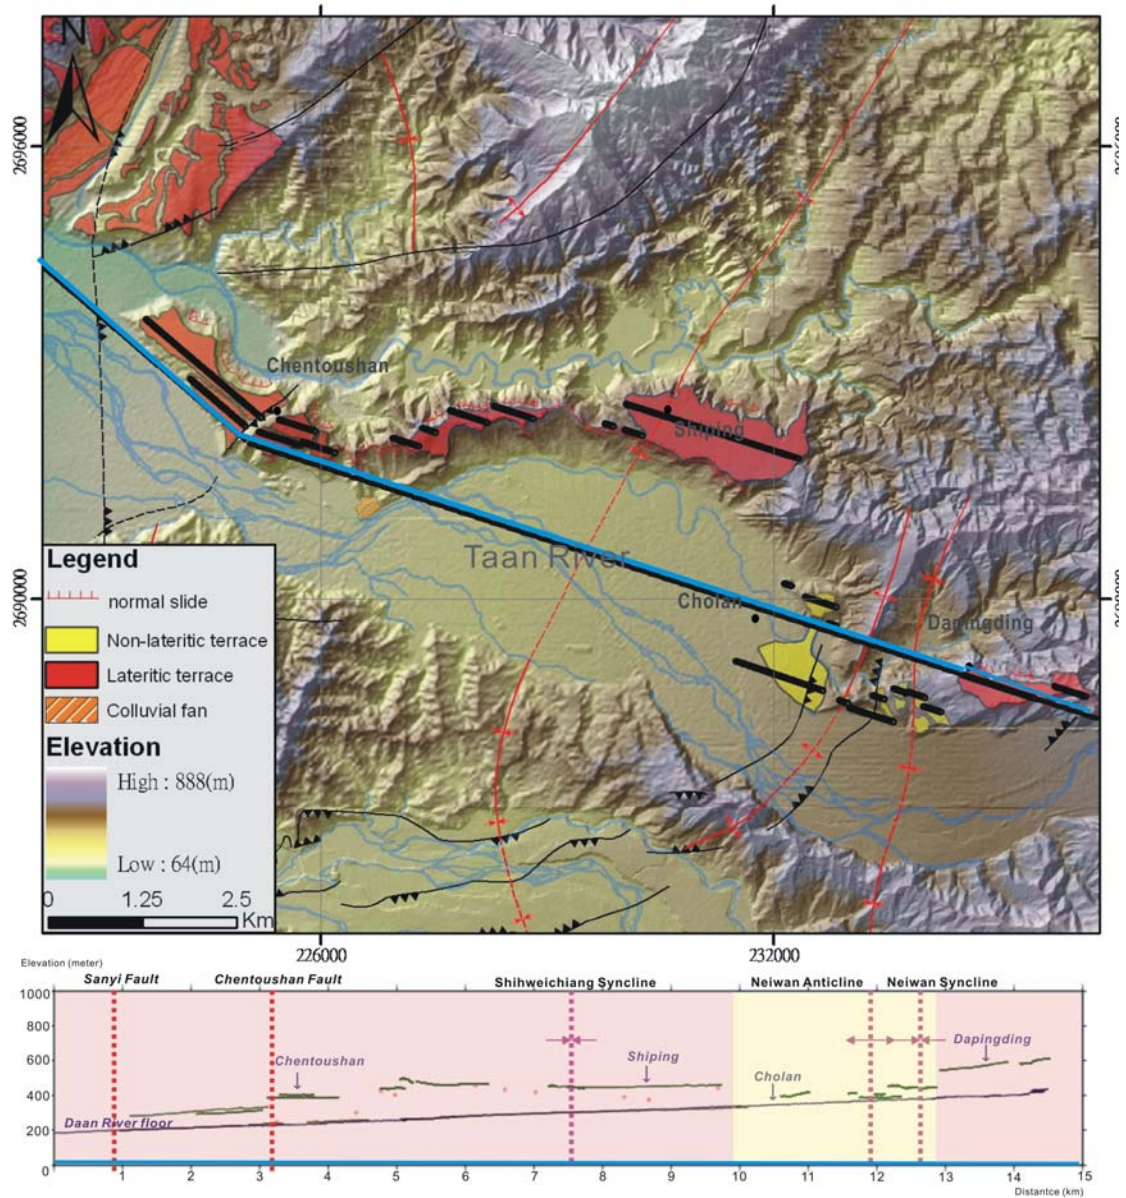 N
2696000
2696000
Chentoushan
Shiping
Taan River
Cholan
Dapingding
2690000
2690000
Legend
normal slide
Non-lateritic terrace
Lateritic terrace
Colluvial fan
Elevation
High : 888(m)
Low : 64(m)
0 1.25 2.5
Km
226000 232000
Elevation (meter)
Sanyi Fault Chentoushan Fault Shihweichiang Syncline Neiwan Anticline Neiwan Syncline
1000
800
600
400
200
0
Chentoushan Shiping Cholan Dapingding
Daan River floor
1 2 3 4 5 6 7 8 9 10 11 12 13 14 15
Distantce (km)